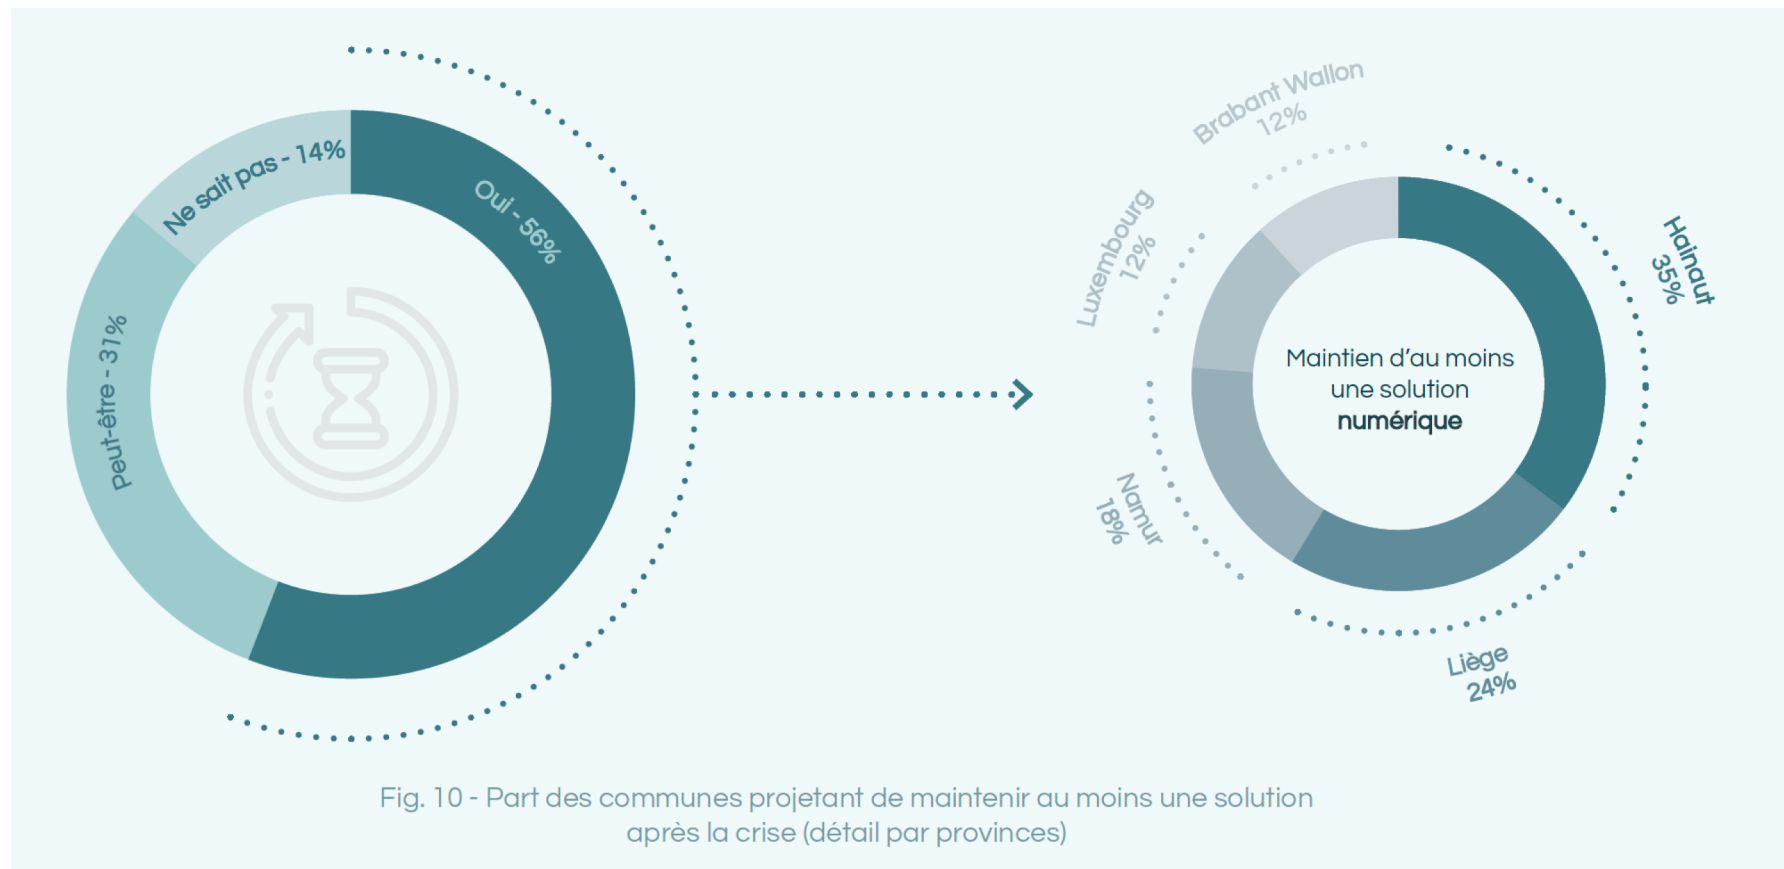 Ne sait pas - 14%
Oui - 56%
Peut-être - 31%
Brabant Wallon
12%
Luxembourg
12%
Hainaut
35%
Maintien d’au moins
une solution
numérique
Namur
18%
Liège
24%
Fig. 10 - Part des communes projetant de maintenir au moins une solution
après la crise (détail par provinces)